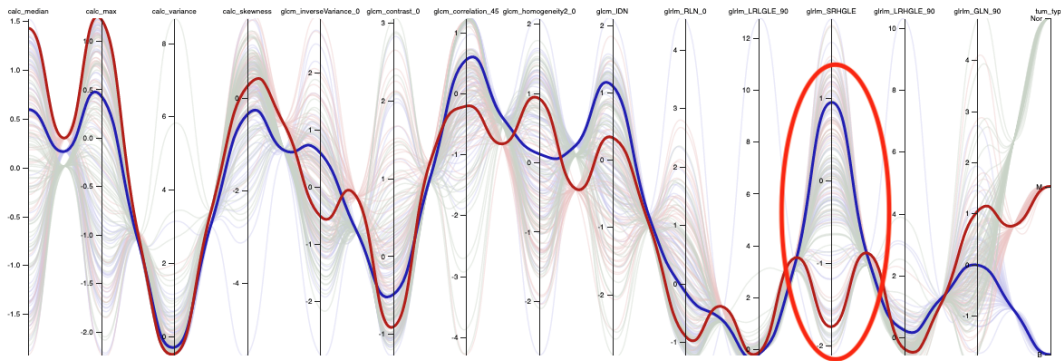 calc_median calc_max calc_variance calc_skewness glcm_inverseVariance_0 glcm_contrast_0 glcm_correlation_45 glcm_homogeneity2_0 glcm_IDN glrlm_RLN_0 glrlm_LRLGLE_90 glrlm_SRHGLE glrlm_LRHGLE_90 glrlm_GLN_90 tum_typ
1.5 3 Nor
12 10
1.0 8 4 4
2 1.0 2 1 1 1
0.5 6 0 0 1 10 8 3 2
0.5 1 2
0.0 0.0 4 -2 0 1 -1 0 0 8 6 1
-0.5 -0.5 -1 -1 2 6 0 4 M
-1.0 -1.0 2 -4 -2 0 -2 -1 -1 1 4 -1 2 0
-1.5 -1.5 -3 -2 -2 0 2 0 -1
-2.0 0 -1 -4 -2 B